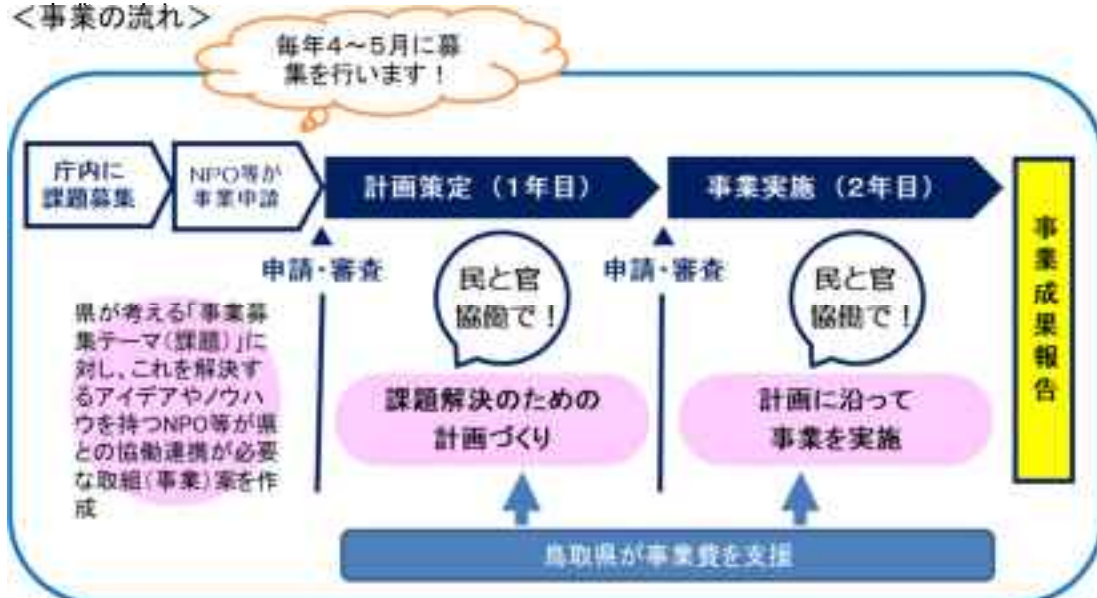 <事業の流れ>
毎年4～5月に募
集を行います！
庁内に
課題募集
NPO等が
事業申請
計画策定（1年目）
事業実施（2年目）
事業成果報告
申請・審査
民と官
協働で！
申請・審査
民と官
協働で！
県が考える「事業募
集テーマ（課題）」に
対し、これを解決す
るアイデアやノウハ
ウを持つNPO等が県
との協働連携が必要
な取組（事業）案を作
成
課題解決のための
計画づくり
計画に沿って
事業を実施
鳥取県が事業費を支援